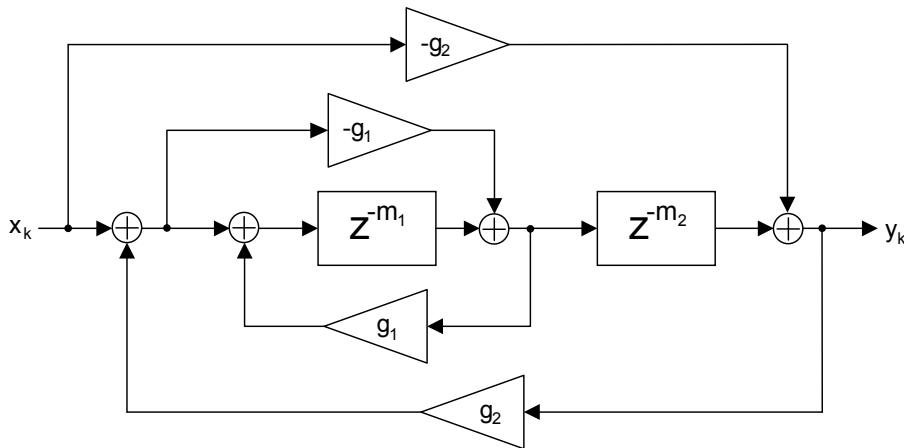 -g₂
-g₁
xₖ
z⁻ᵐ¹
z⁻ᵐ²
yₖ
g₁
g₂